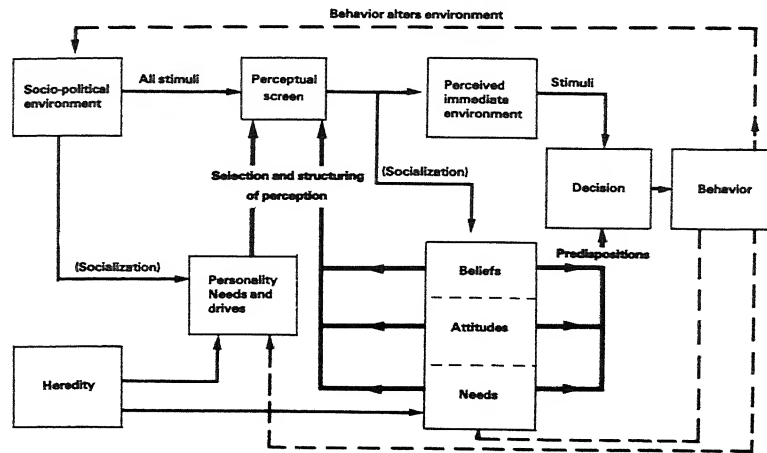 Behavior alters environment
Socio-political
environment
All stimuli
Perceptual
screen
Perceived
immediate
environment
Stimuli
Selection and structuring
of perception
(Socialization)
Decision
Behavior
(Socialization)
Personality
Needs and
drives
Predispositions
Beliefs
Attitudes
Heredity
Needs